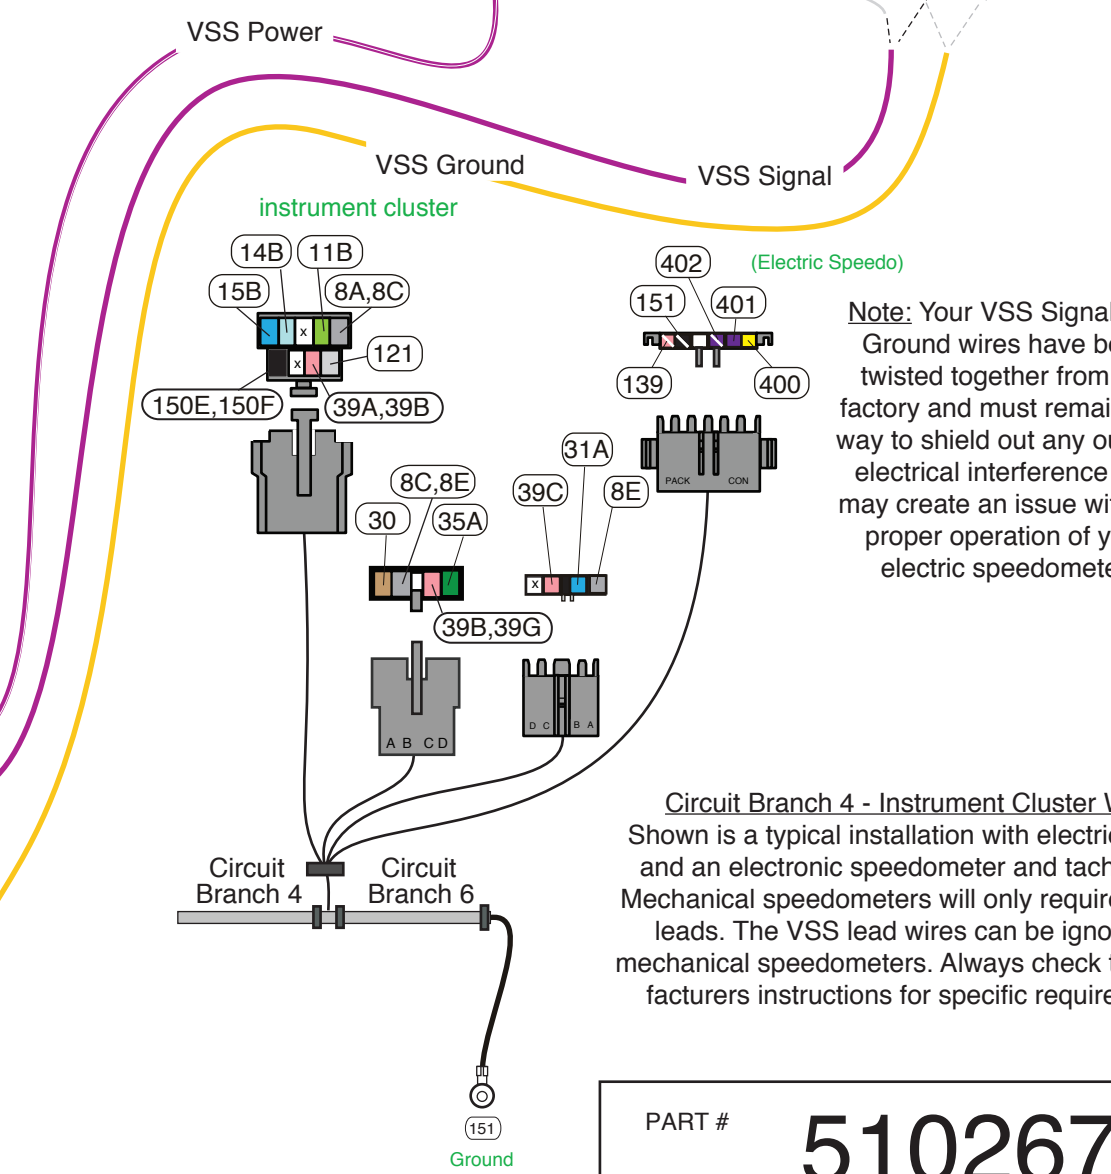 VSS Power
VSS Ground
VSS Signal
instrument cluster
14B
11B
15B
8A,8C
x
x
121
150E,150F
39A,39B
402
(Electric Speedo)
151
401
139
400
PACK CON
31A
8C,8E
39C
8E
30
35A
x
39B,39G
D C B A
A B C D
Note: Your VSS Signal
Ground wires have be
twisted together from
factory and must remai
way to shield out any ou
electrical interference
may create an issue wi
proper operation of y
electric speedomete
Circuit Branch 4 - Instrument Cluster W
Shown is a typical installation with electric
and an electronic speedometer and tach
Mechanical speedometers will only require
leads. The VSS lead wires can be igno
mechanical speedometers. Always check
facturers instructions for specific require
Circuit
Branch 4
Circuit
Branch 6
151
Ground
PART #
510267